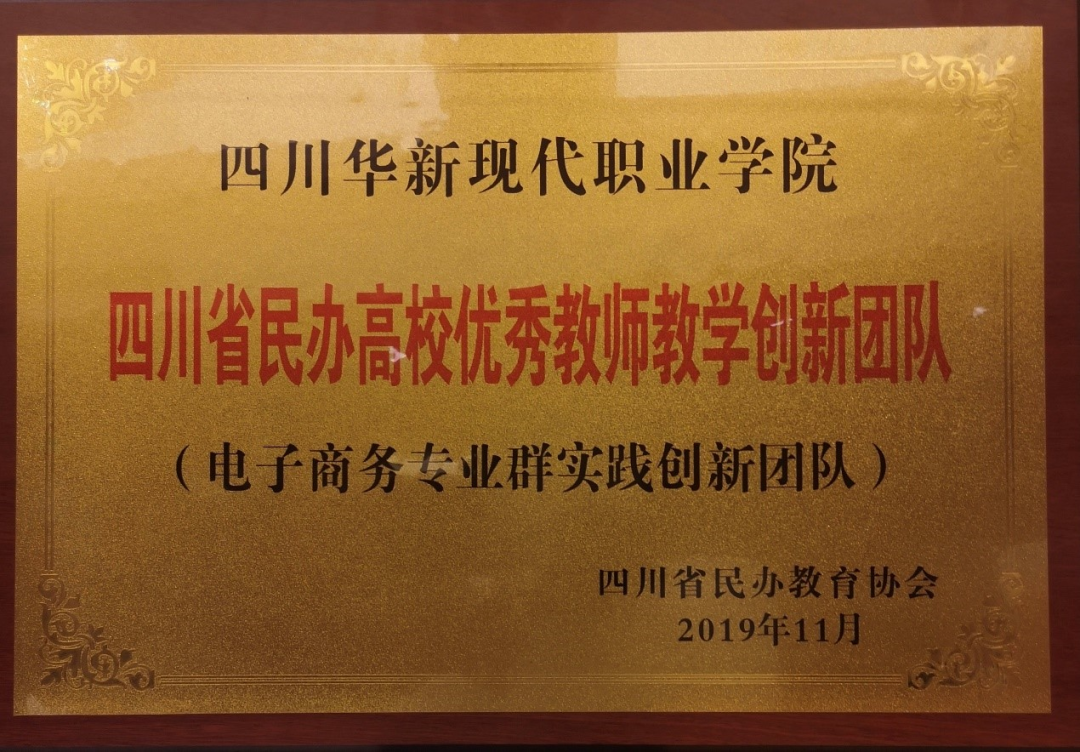 四川华新现代职业学院
四川省民办高校优秀教师教学创新团队
（电子商务专业群实践创新团队）
四川省民办教育协会
2019年11月